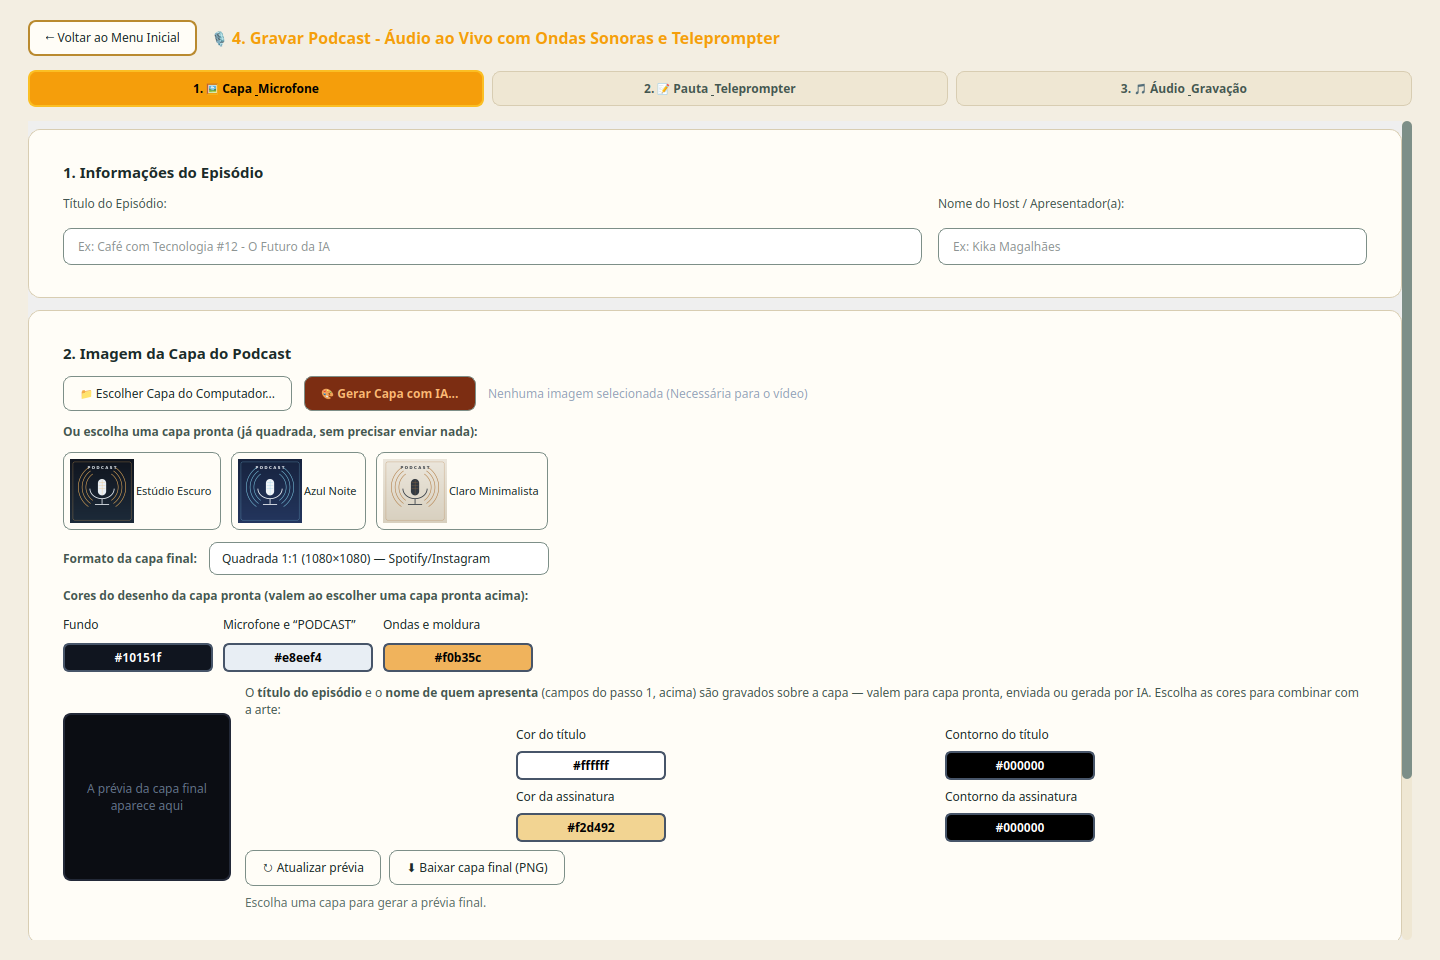 ← Voltar ao Menu Inicial
4. Gravar Podcast - Áudio ao Vivo com Ondas Sonoras e Teleprompter
1. Capa _Microfone
2. Pauta _Teleprompter
3. Áudio _Gravação
1. Informações do Episódio
Título do Episódio:
Nome do Host / Apresentador(a):
Ex: Café com Tecnologia #12 - O Futuro da IA
Ex: Kika Magalhães
2. Imagem da Capa do Podcast
Escolher Capa do Computador...
Gerar Capa com IA...
Nenhuma imagem selecionada (Necessária para o vídeo)
Ou escolha uma capa pronta (já quadrada, sem precisar enviar nada):
PODCAST
Estúdio Escuro
PODCAST
Azul Noite
PODCAST
Claro Minimalista
Formato da capa final:
Quadrada 1:1 (1080×1080) — Spotify/Instagram
Cores do desenho da capa pronta (valem ao escolher uma capa pronta acima):
Fundo
Microfone e “PODCAST”
Ondas e moldura
#10151f
#e8eef4
#f0b35c
O título do episódio e o nome de quem apresenta (campos do passo 1, acima) são gravados sobre a capa — valem para capa pronta, enviada ou gerada por IA. Escolha as cores para combinar com
a arte:
A prévia da capa final
aparece aqui
Cor do título
Contorno do título
#ffffff
#000000
Cor da assinatura
Contorno da assinatura
#f2d492
#000000
↻ Atualizar prévia
⬇ Baixar capa final (PNG)
Escolha uma capa para gerar a prévia final.